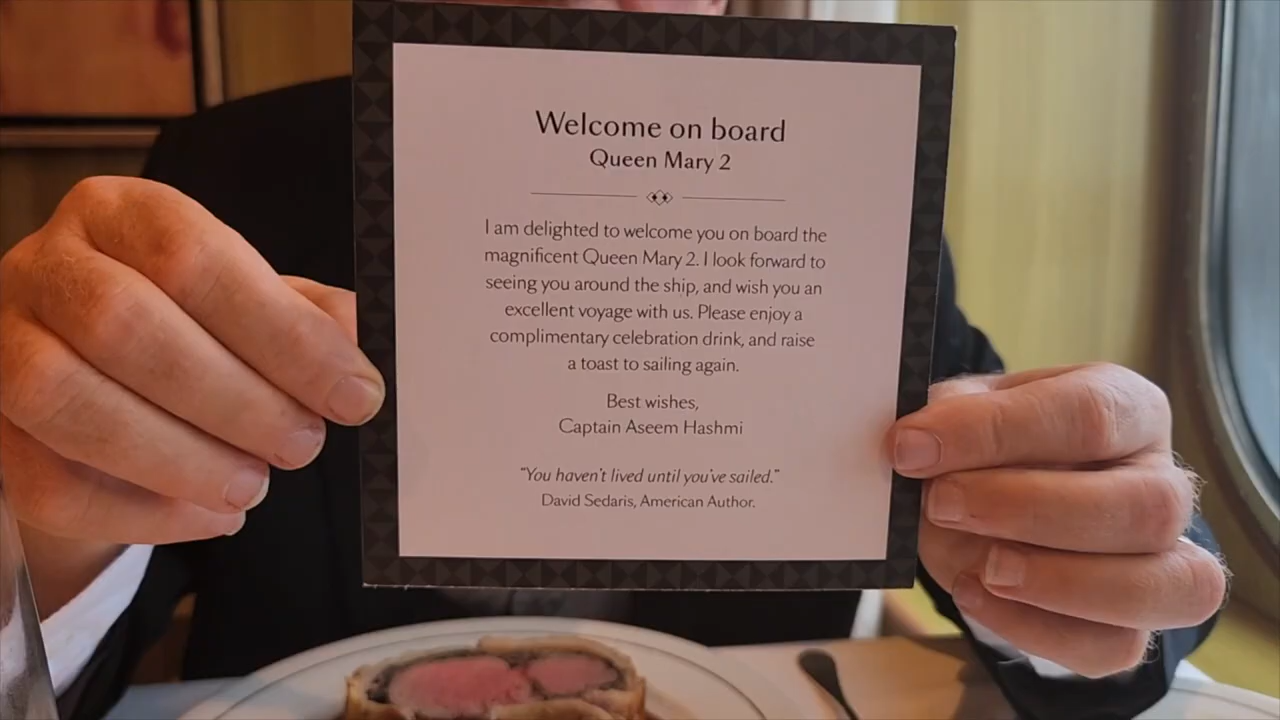 Welcome on board
Queen Mary 2
I am delighted to welcome you on board the
magnificent Queen Mary 2. I look forward to
seeing you around the ship, and wish you an
excellent voyage with us. Please enjoy a
complimentary celebration drink, and raise
a toast to sailing again.
Best wishes,
Captain Aseem Hashmi
"You haven't lived until you've sailed."
David Sedaris, American Author.